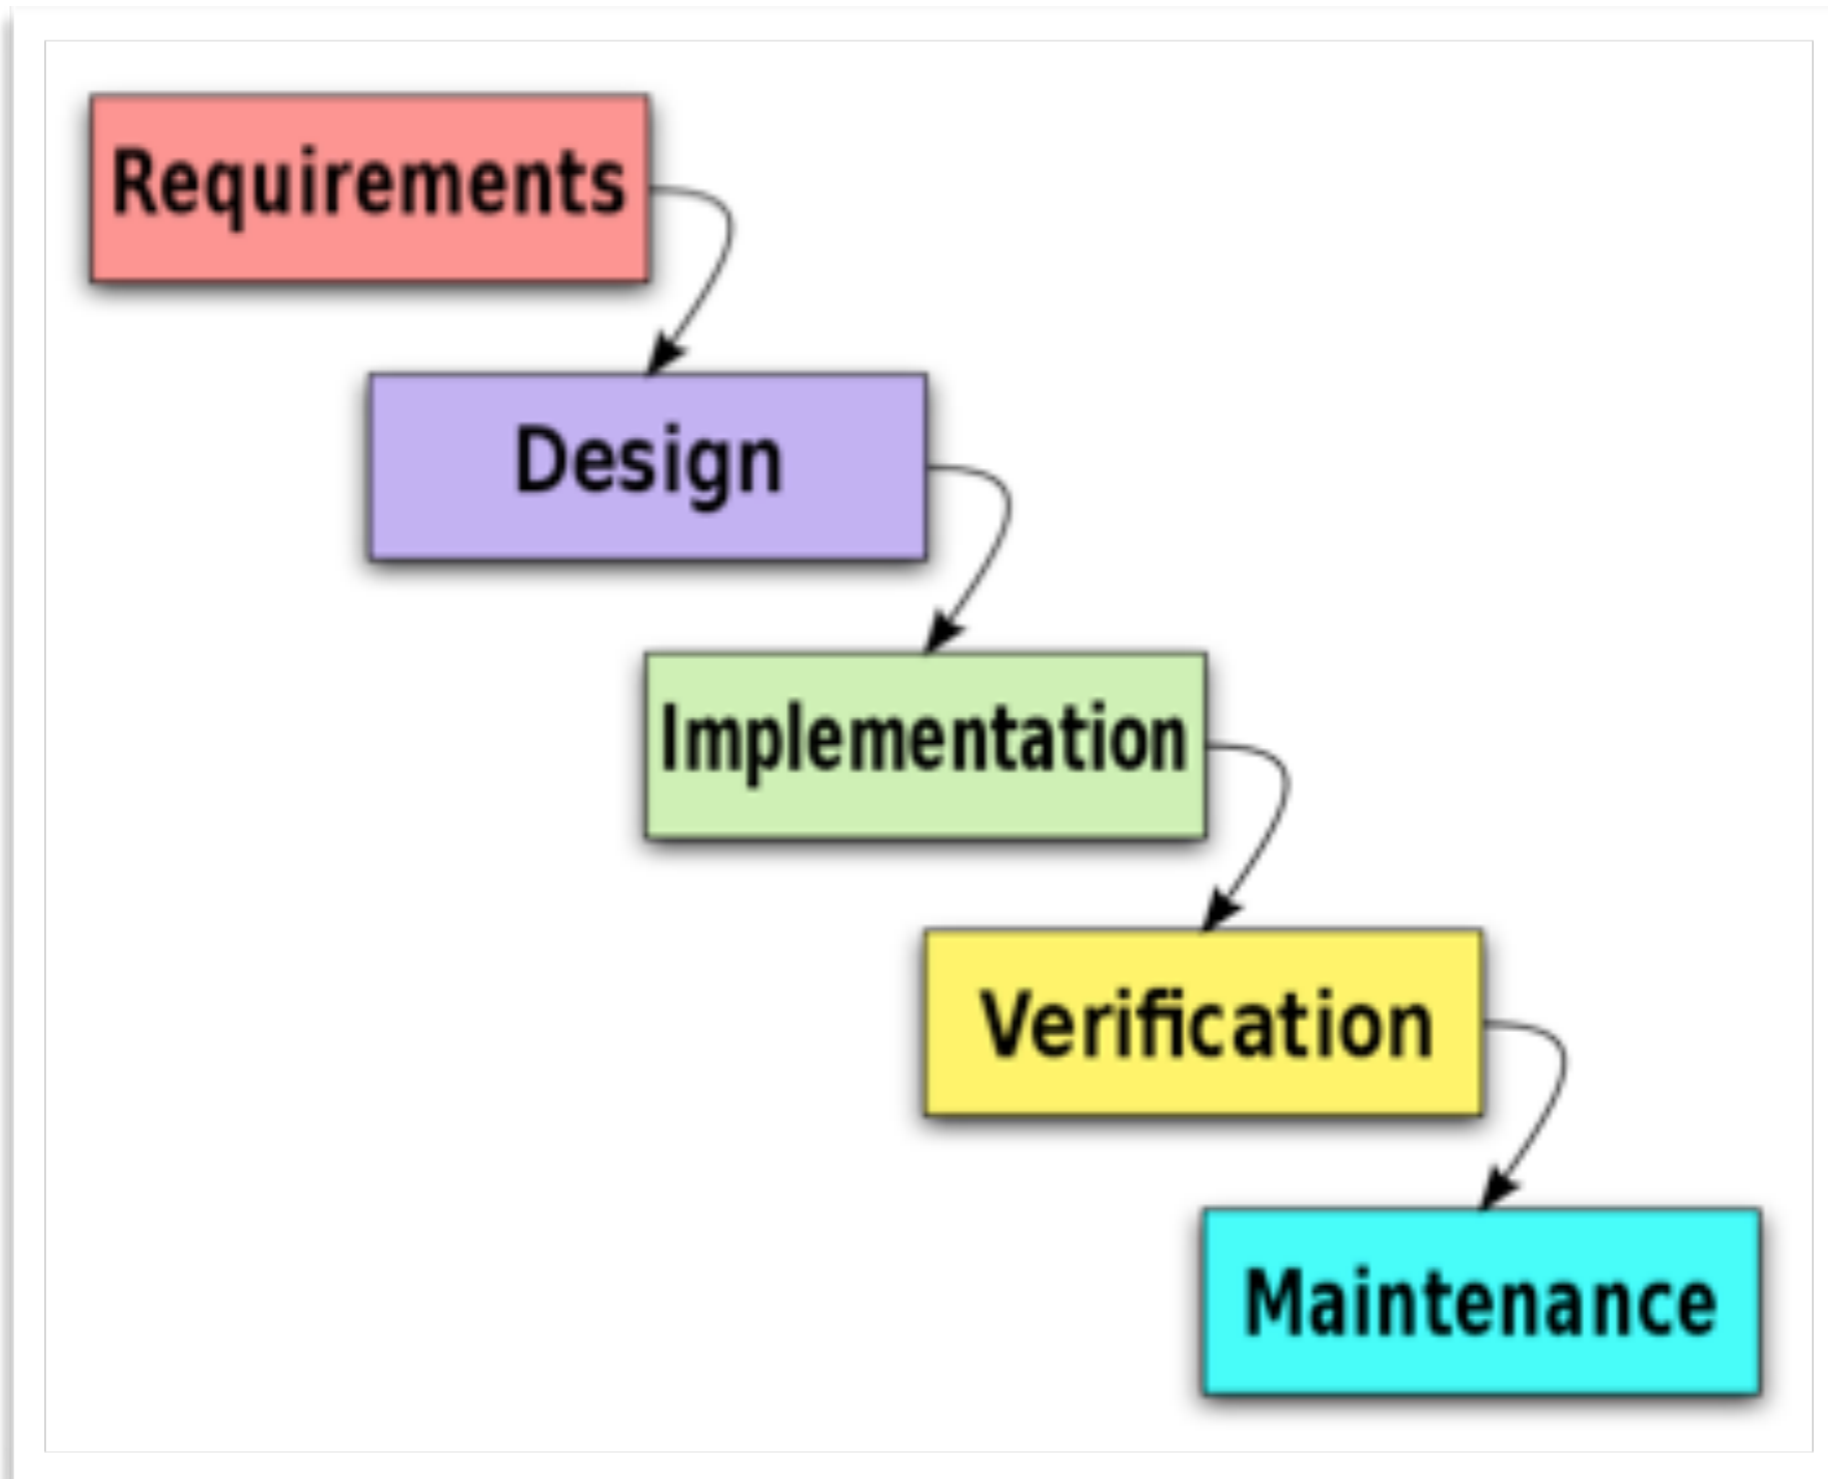 Requirements
Design
Implementation
Verification
Maintenance